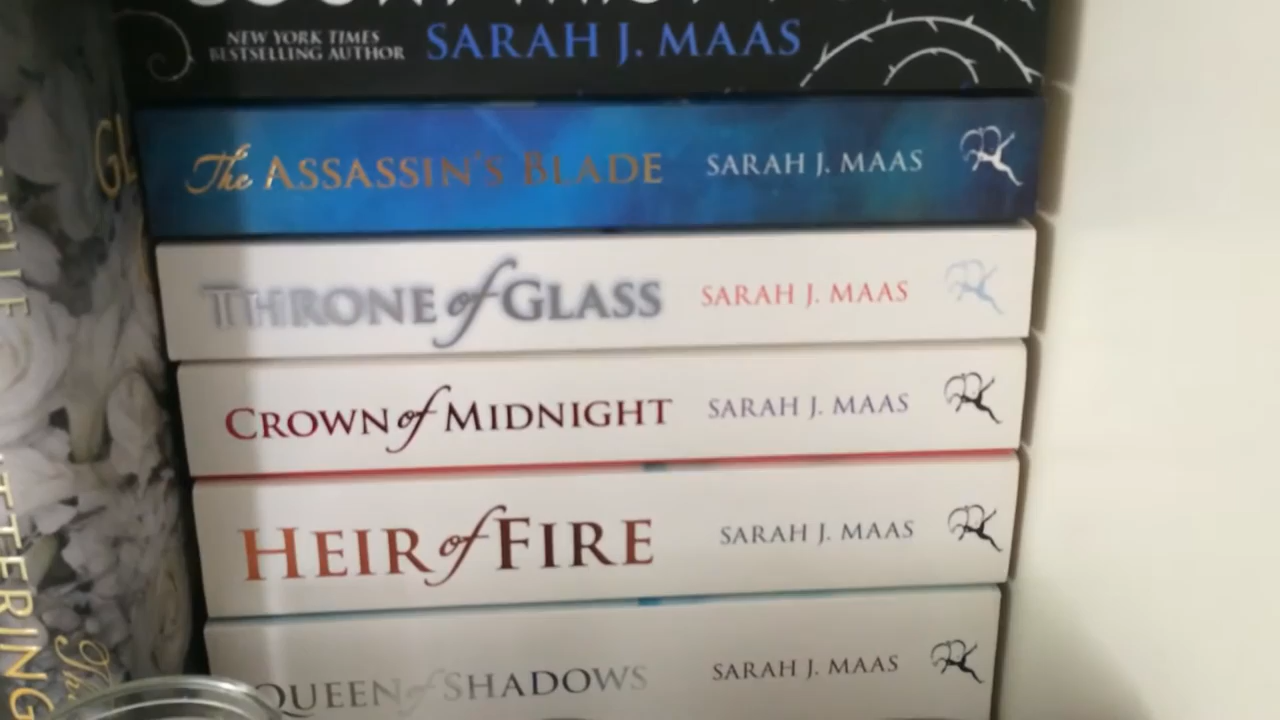 NEW YORK TIMES
BESTSELLING AUTHOR
SARAH J. MAAS
The ASSASSIN'S BLADE SARAH J. MAAS
THRONE of GLASS SARAH J. MAAS
CROWN of MIDNIGHT SARAH J. MAAS
HEIR of FIRE SARAH J. MAAS
QUEEN of SHADOWS SARAH J. MAAS
The